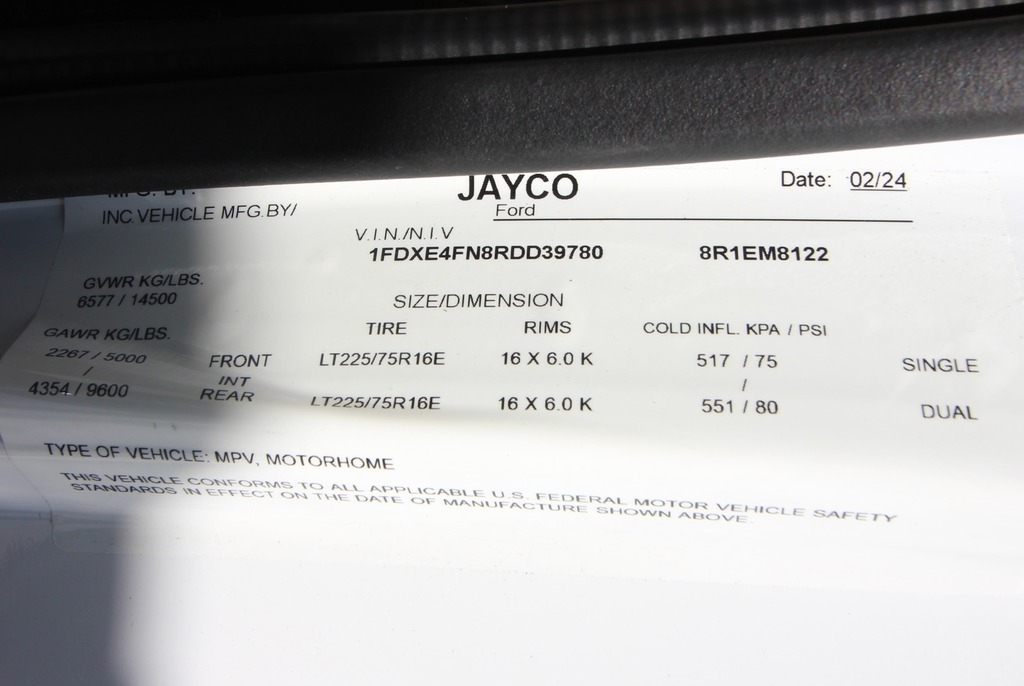 MFG. BY: JAYCO Date: 02/24
INC.VEHICLE MFG.BY/ Ford
V.I.N./N.I.V
1FDXE4FN8RDD39780 8R1EM8122
GVWR KG/LBS.
6577 / 14500 SIZE/DIMENSION
GAWR KG/LBS. TIRE RIMS COLD INFL. KPA / PSI
2267 / 5000 FRONT LT225/75R16E 16 X 6.0 K 517 / 75 SINGLE
/ INT /
4354 / 9600 REAR LT225/75R16E 16 X 6.0 K 551 / 80 DUAL
TYPE OF VEHICLE: MPV, MOTORHOME
THIS VEHICLE CONFORMS TO ALL APPLICABLE U.S. FEDERAL MOTOR VEHICLE SAFETY
STANDARDS IN EFFECT ON THE DATE OF MANUFACTURE SHOWN ABOVE.